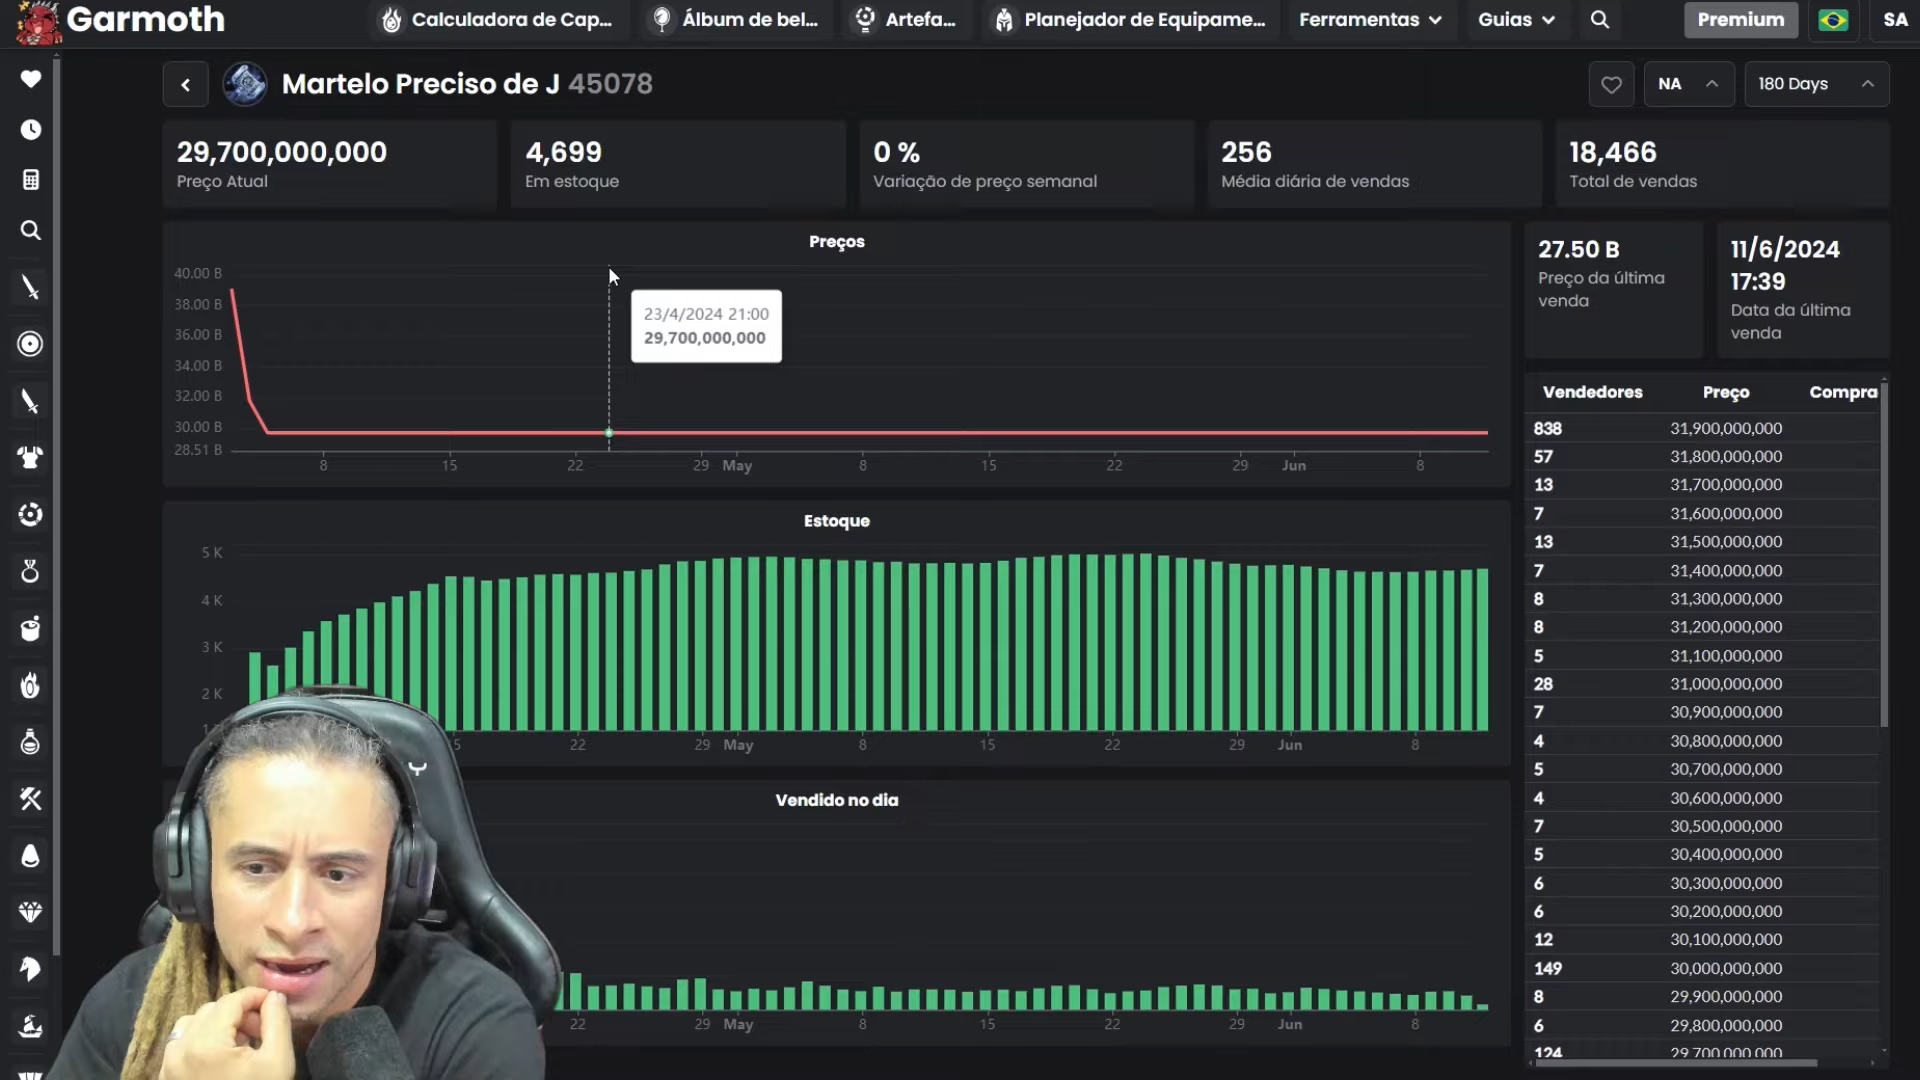 Garmoth
Calculadora de Cap...
Álbum de bel...
Artefa...
Planejador de Equipame...
Ferramentas
Guias
Premium
SA
Martelo Preciso de J 45078
NA
180 Days
29,700,000,000
Preço Atual
4,699
Em estoque
0 %
Variação de preço semanal
256
Média diária de vendas
18,466
Total de vendas
Preços
40.00 B
38.00 B
36.00 B
34.00 B
32.00 B
30.00 B
28.51 B
8 15 22 29 May 8 15 22 29 Jun 8
23/4/2024 21:00
29,700,000,000
27.50 B
Preço da última
venda
11/6/2024
17:39
Data da última
venda
Estoque
5 K
4 K
3 K
2 K
5 22 29 May 8 15 22 29 Jun 8
Vendido no dia
22 29 May 8 15 22 29 Jun 8
Vendedores Preço Compra
838 31,900,000,000
57 31,800,000,000
13 31,700,000,000
7 31,600,000,000
13 31,500,000,000
7 31,400,000,000
8 31,300,000,000
8 31,200,000,000
5 31,100,000,000
28 31,000,000,000
7 30,900,000,000
4 30,800,000,000
5 30,700,000,000
4 30,600,000,000
7 30,500,000,000
5 30,400,000,000
6 30,300,000,000
6 30,200,000,000
12 30,100,000,000
149 30,000,000,000
8 29,900,000,000
6 29,800,000,000
124 29,700,000,000